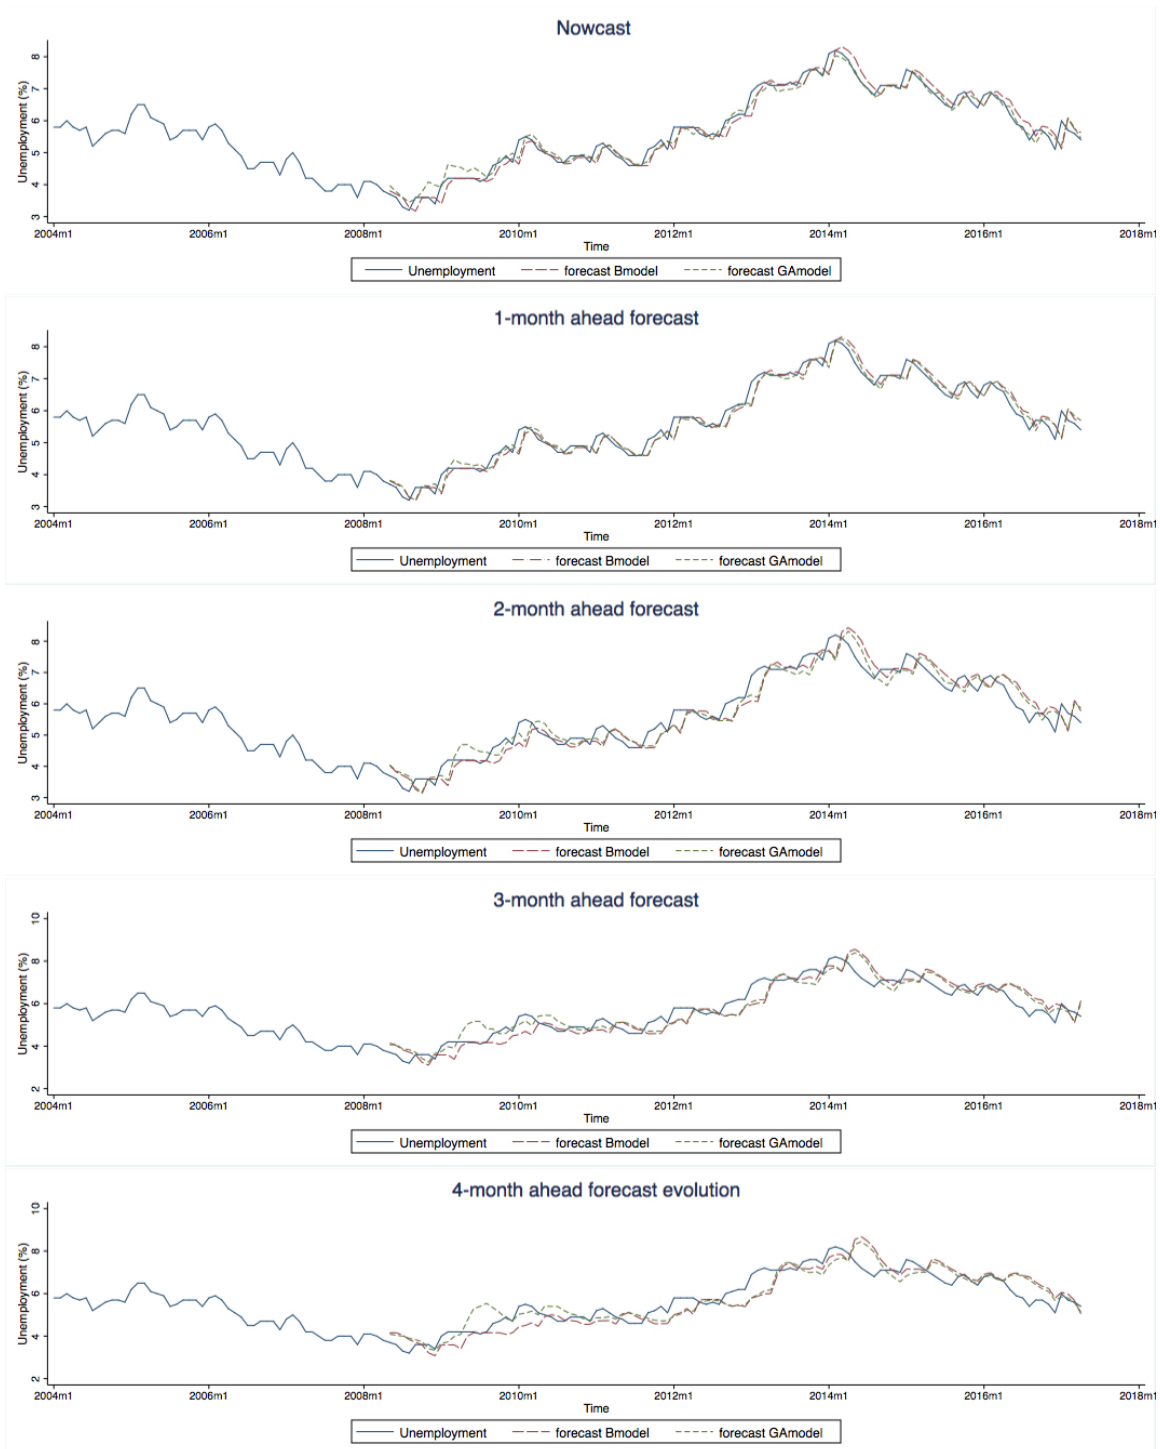 Nowcast
Unemployment (%)
8
7
6
5
4
3
2004m1 2006m1 2008m1 2010m1 2012m1 2014m1 2016m1 2018m1
Time
Unemployment forecast Bmodel forecast GAmodel
1-month ahead forecast
Unemployment (%)
8
7
6
5
4
3
2004m1 2006m1 2008m1 2010m1 2012m1 2014m1 2016m1 2018m1
Time
Unemployment forecast Bmodel forecast GAmodel
2-month ahead forecast
Unemployment (%)
8
7
6
5
4
3
2004m1 2006m1 2008m1 2010m1 2012m1 2014m1 2016m1 2018m1
Time
Unemployment forecast Bmodel forecast GAmodel
3-month ahead forecast
Unemployment (%)
10
8
6
4
2
2004m1 2006m1 2008m1 2010m1 2012m1 2014m1 2016m1 2018m1
Time
Unemployment forecast Bmodel forecast GAmodel
4-month ahead forecast evolution
Unemployment (%)
10
8
6
4
2
2004m1 2006m1 2008m1 2010m1 2012m1 2014m1 2016m1 2018m1
Time
Unemployment forecast Bmodel forecast GAmodel